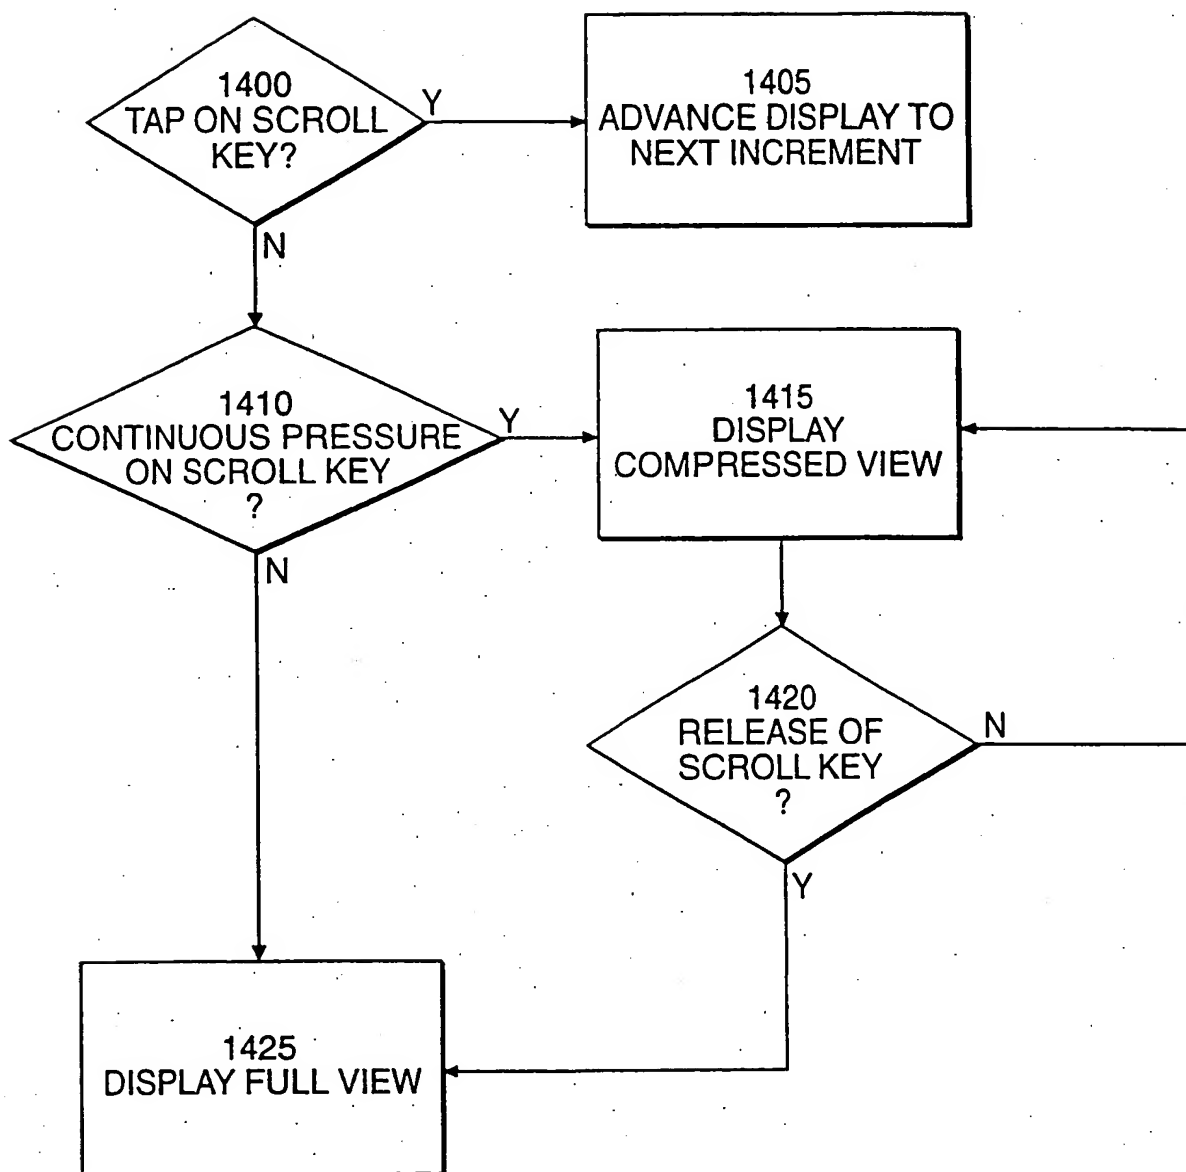 1400
TAP ON SCROLL
KEY?
Y
N
1405
ADVANCE DISPLAY TO
NEXT INCREMENT
1410
CONTINUOUS PRESSURE
ON SCROLL KEY
?
Y
N
1415
DISPLAY
COMPRESSED VIEW
1420
RELEASE OF
SCROLL KEY
?
N
Y
1425
DISPLAY FULL VIEW